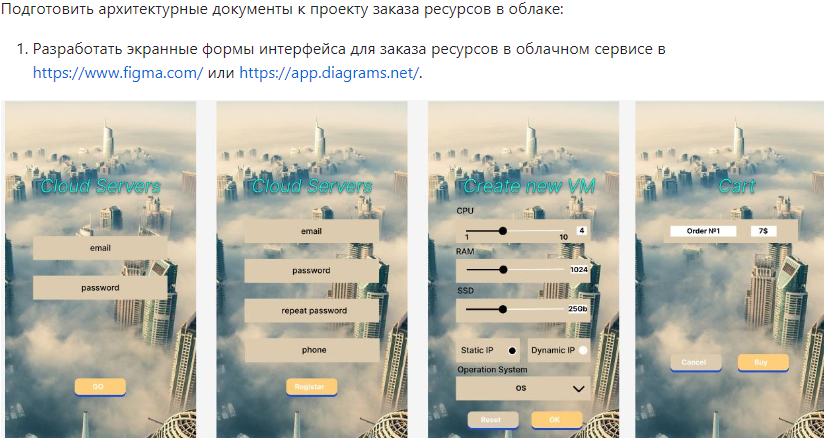 Подготовить архитектурные документы к проекту заказа ресурсов в облаке:
1. Разработать экранные формы интерфейса для заказа ресурсов в облачном сервисе в
https://www.figma.com/ или https://app.diagrams.net/.
Cloud Servers
email
password
GO
Cloud Servers
email
password
repeat password
phone
Register
Create new VM
CPU
4
1 10
RAM
1024
SSD
25Gb
Static IP Dynamic IP
Operation System
OS
Reset OK
Cart
Order №1 7$
Cancel Buy